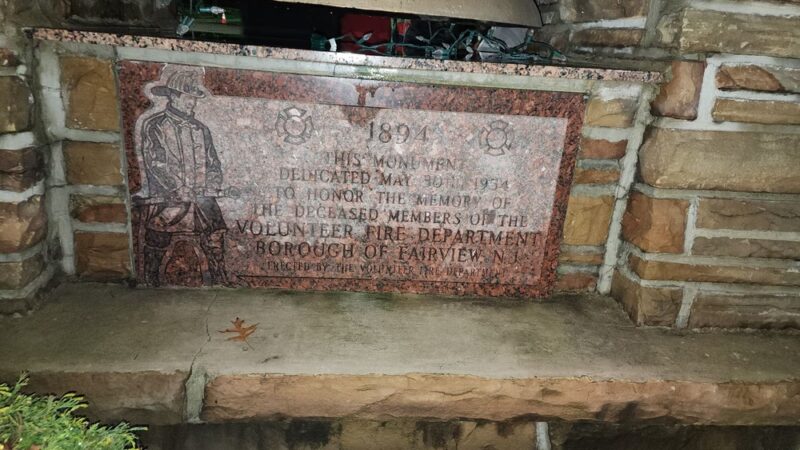 1894
THIS MONUMENT
DEDICATED MAY 30TH 1934
TO HONOR THE MEMORY OF
THE DECEASED MEMBERS OF THE
VOLUNTEER FIRE DEPARTMENT
BOROUGH OF FAIRVIEW N.J.
ERECTED BY THE VOLUNTEER FIRE DEPARTMENT